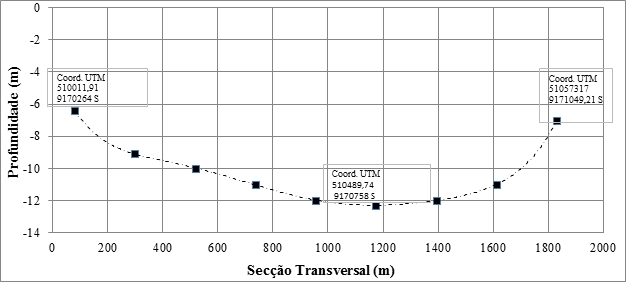 0
-2
-4
-6
-8
-10
-12
-14
Profundidade (m)
Coord. UTM
510011,91
9170264 S
Coord. UTM
510489,74
9170758 S
Coord. UTM
51057317
9171049,21 S
0 200 400 600 800 1000 1200 1400 1600 1800 2000
Secção Transversal (m)